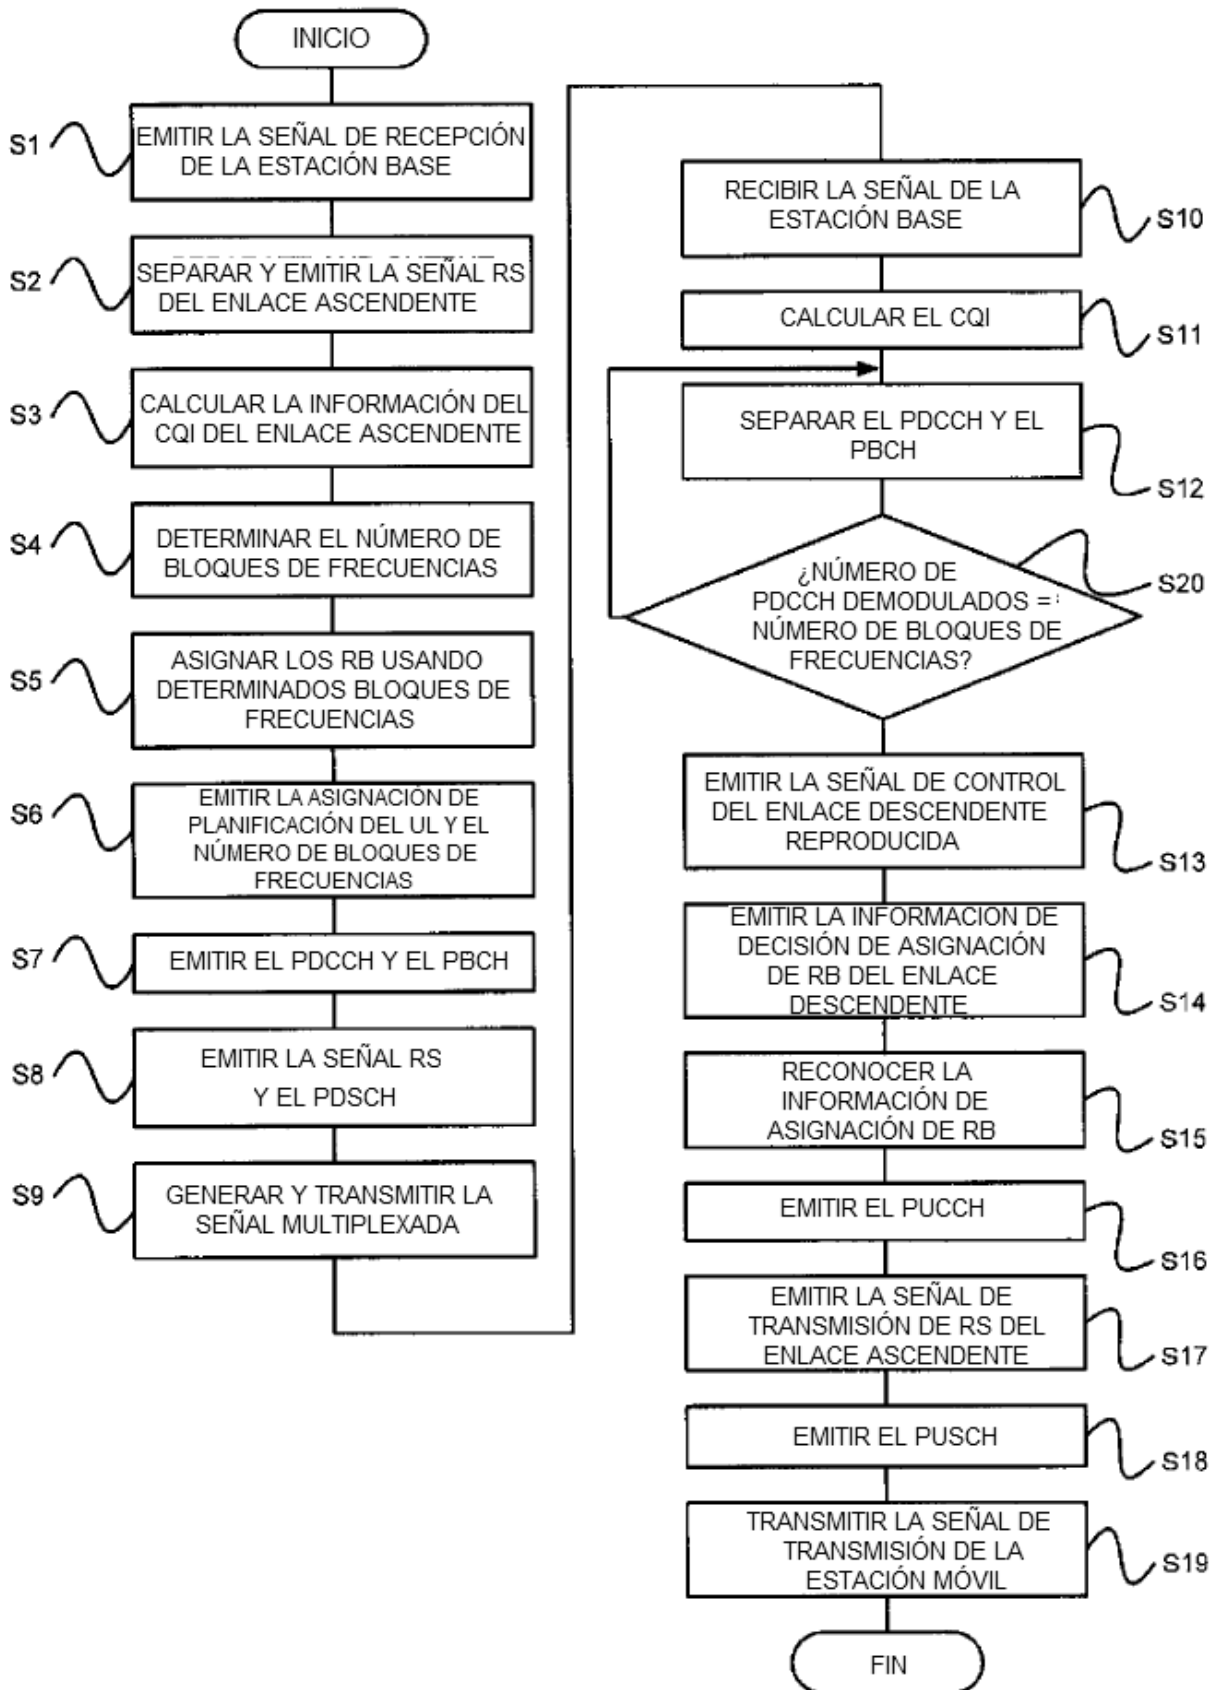 INICIO
S1
EMITIR LA SEÑAL DE RECEPCIÓN
DE LA ESTACIÓN BASE
S2
SEPARAR Y EMITIR LA SEÑAL RS
DEL ENLACE ASCENDENTE
S3
CALCULAR LA INFORMACIÓN DEL
CQI DEL ENLACE ASCENDENTE
S4
DETERMINAR EL NÚMERO DE
BLOQUES DE FRECUENCIAS
S5
ASIGNAR LOS RB USANDO
DETERMINADOS BLOQUES DE
FRECUENCIAS
S6
EMITIR LA ASIGNACIÓN DE
PLANIFICACIÓN DEL UL Y EL
NÚMERO DE BLOQUES DE
FRECUENCIAS
S7
EMITIR EL PDCCH Y EL PBCH
S8
EMITIR LA SEÑAL RS
Y EL PDSCH
S9
GENERAR Y TRANSMITIR LA
SEÑAL MULTIPLEXADA
RECIBIR LA SEÑAL DE LA
ESTACIÓN BASE
S10
CALCULAR EL CQI
S11
SEPARAR EL PDCCH Y EL
PBCH
S12
¿NÚMERO DE
PDCCH DEMODULADOS =
NÚMERO DE BLOQUES DE
FRECUENCIAS?
S20
EMITIR LA SEÑAL DE CONTROL
DEL ENLACE DESCENDENTE
REPRODUCIDA
S13
EMITIR LA INFORMACION DE
DECISIÓN DE ASIGNACIÓN
DE RB DEL ENLACE
DESCENDENTE
S14
RECONOCER LA
INFORMACIÓN DE
ASIGNACIÓN DE RB
S15
EMITIR EL PUCCH
S16
EMITIR LA SEÑAL DE
TRANSMISIÓN DE RS DEL
ENLACE ASCENDENTE
S17
EMITIR EL PUSCH
S18
TRANSMITIR LA SEÑAL DE
TRANSMISIÓN DE LA
ESTACIÓN MÓVIL
S19
FIN